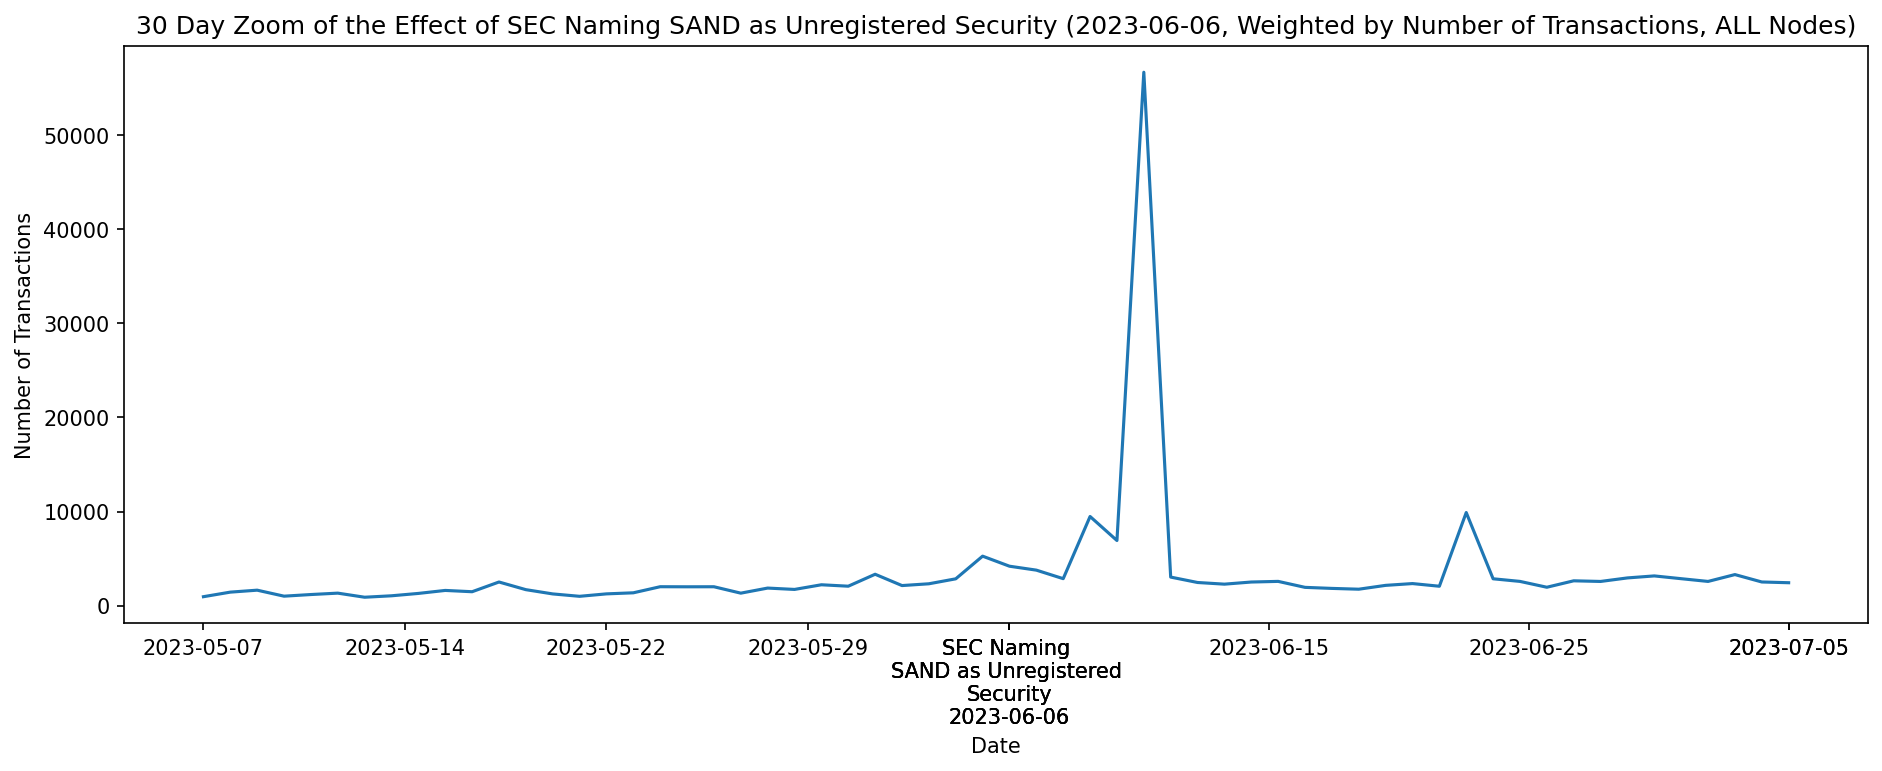 30 Day Zoom of the Effect of SEC Naming SAND as Unregistered Security (2023-06-06, Weighted by Number of Transactions, ALL Nodes)
Number of Transactions
50000
40000
30000
20000
10000
0
2023-05-07 2023-05-14 2023-05-22 2023-05-29 SEC Naming 2023-06-15 2023-06-25 2023-07-05
SAND as Unregistered
Security
2023-06-06
Date